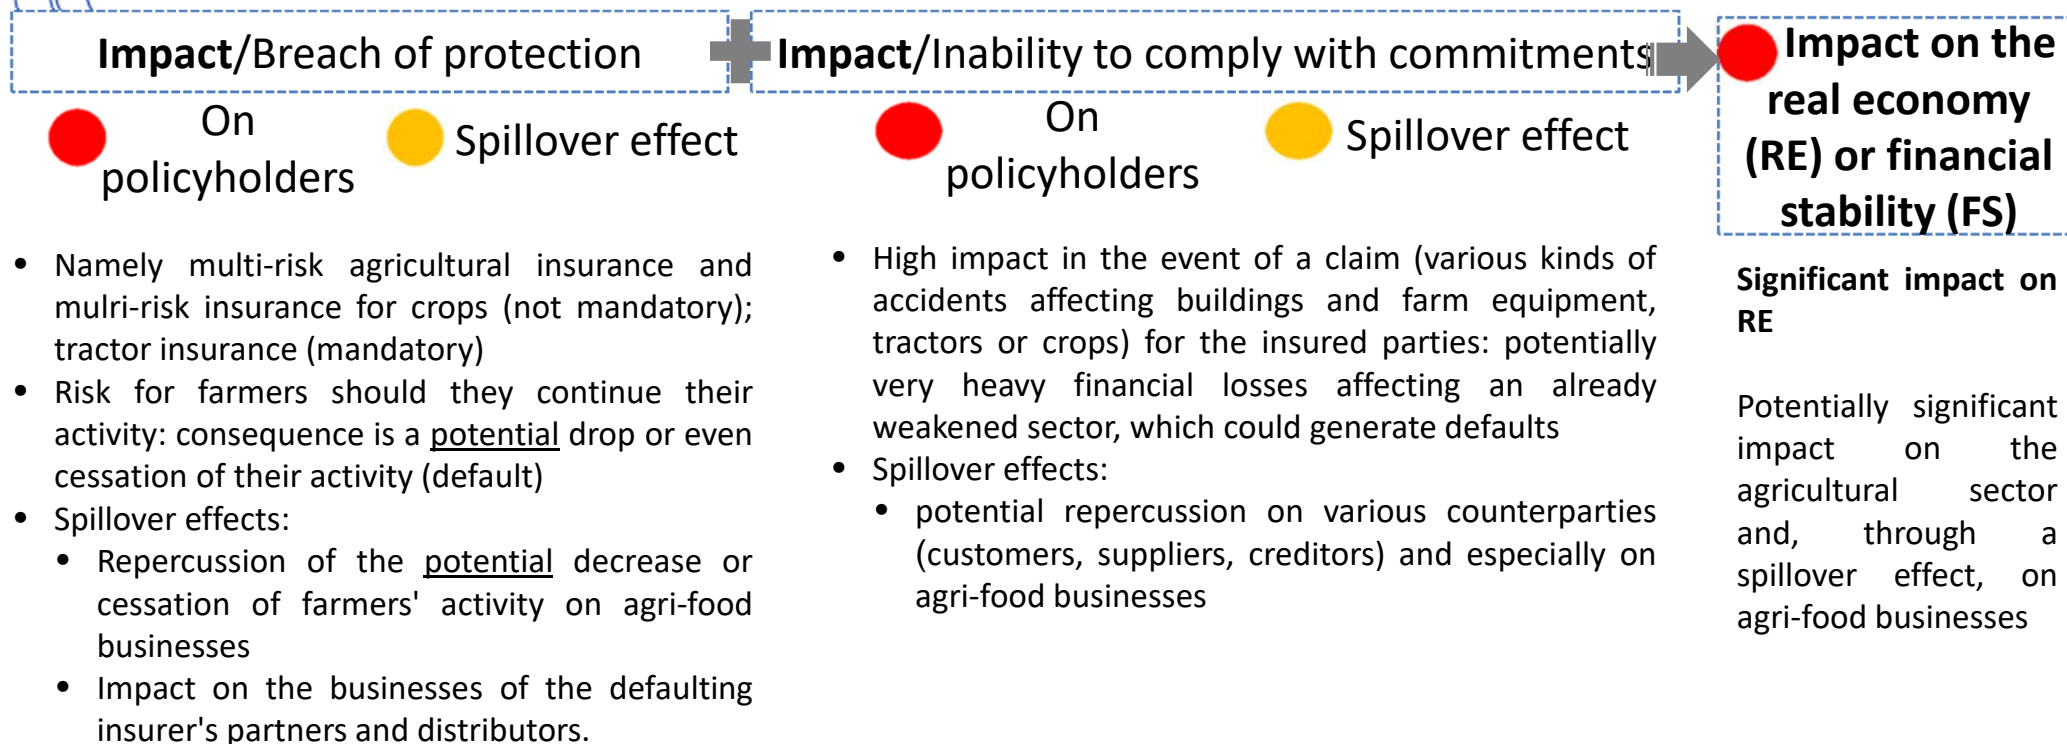 Impact/Breach of protection
On
policyholders
Spillover effect
• Namely multi-risk agricultural insurance and
mulri-risk insurance for crops (not mandatory);
tractor insurance (mandatory)
• Risk for farmers should they continue their
activity: consequence is a potential drop or even
cessation of their activity (default)
• Spillover effects:
• Repercussion of the potential decrease or
cessation of farmers' activity on agri-food
businesses
• Impact on the businesses of the defaulting
insurer's partners and distributors.
Impact/Inability to comply with commitments
On
policyholders
Spillover effect
• High impact in the event of a claim (various kinds of
accidents affecting buildings and farm equipment,
tractors or crops) for the insured parties: potentially
very heavy financial losses affecting an already
weakened sector, which could generate defaults
• Spillover effects:
• potential repercussion on various counterparties
(customers, suppliers, creditors) and especially on
agri-food businesses
Impact on the
real economy
(RE) or financial
stability (FS)
Significant impact on
RE
Potentially significant
impact on the
agricultural sector
and, through a
spillover effect, on
agri-food businesses